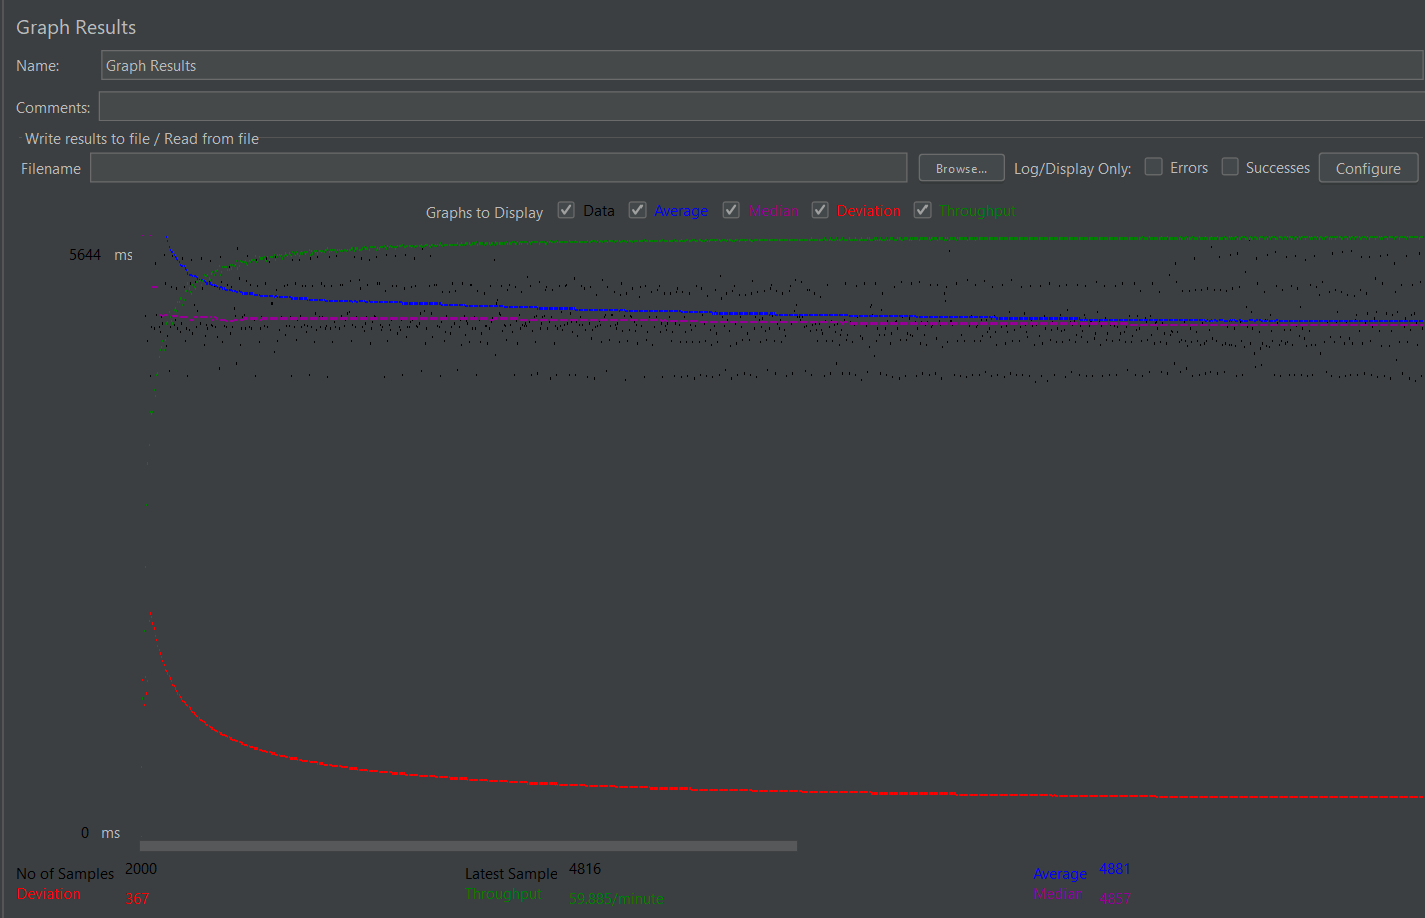 Graph Results
Name: Graph Results
Comments:
Write results to file / Read from file
Filename Browse... Log/Display Only: Errors Successes Configure
Graphs to Display Data Average Median Deviation Throughput
5644 ms
0 ms
No of Samples 2000 Latest Sample 4816 Average 4881
Deviation 367 Throughput 59.885/minute Median 4857